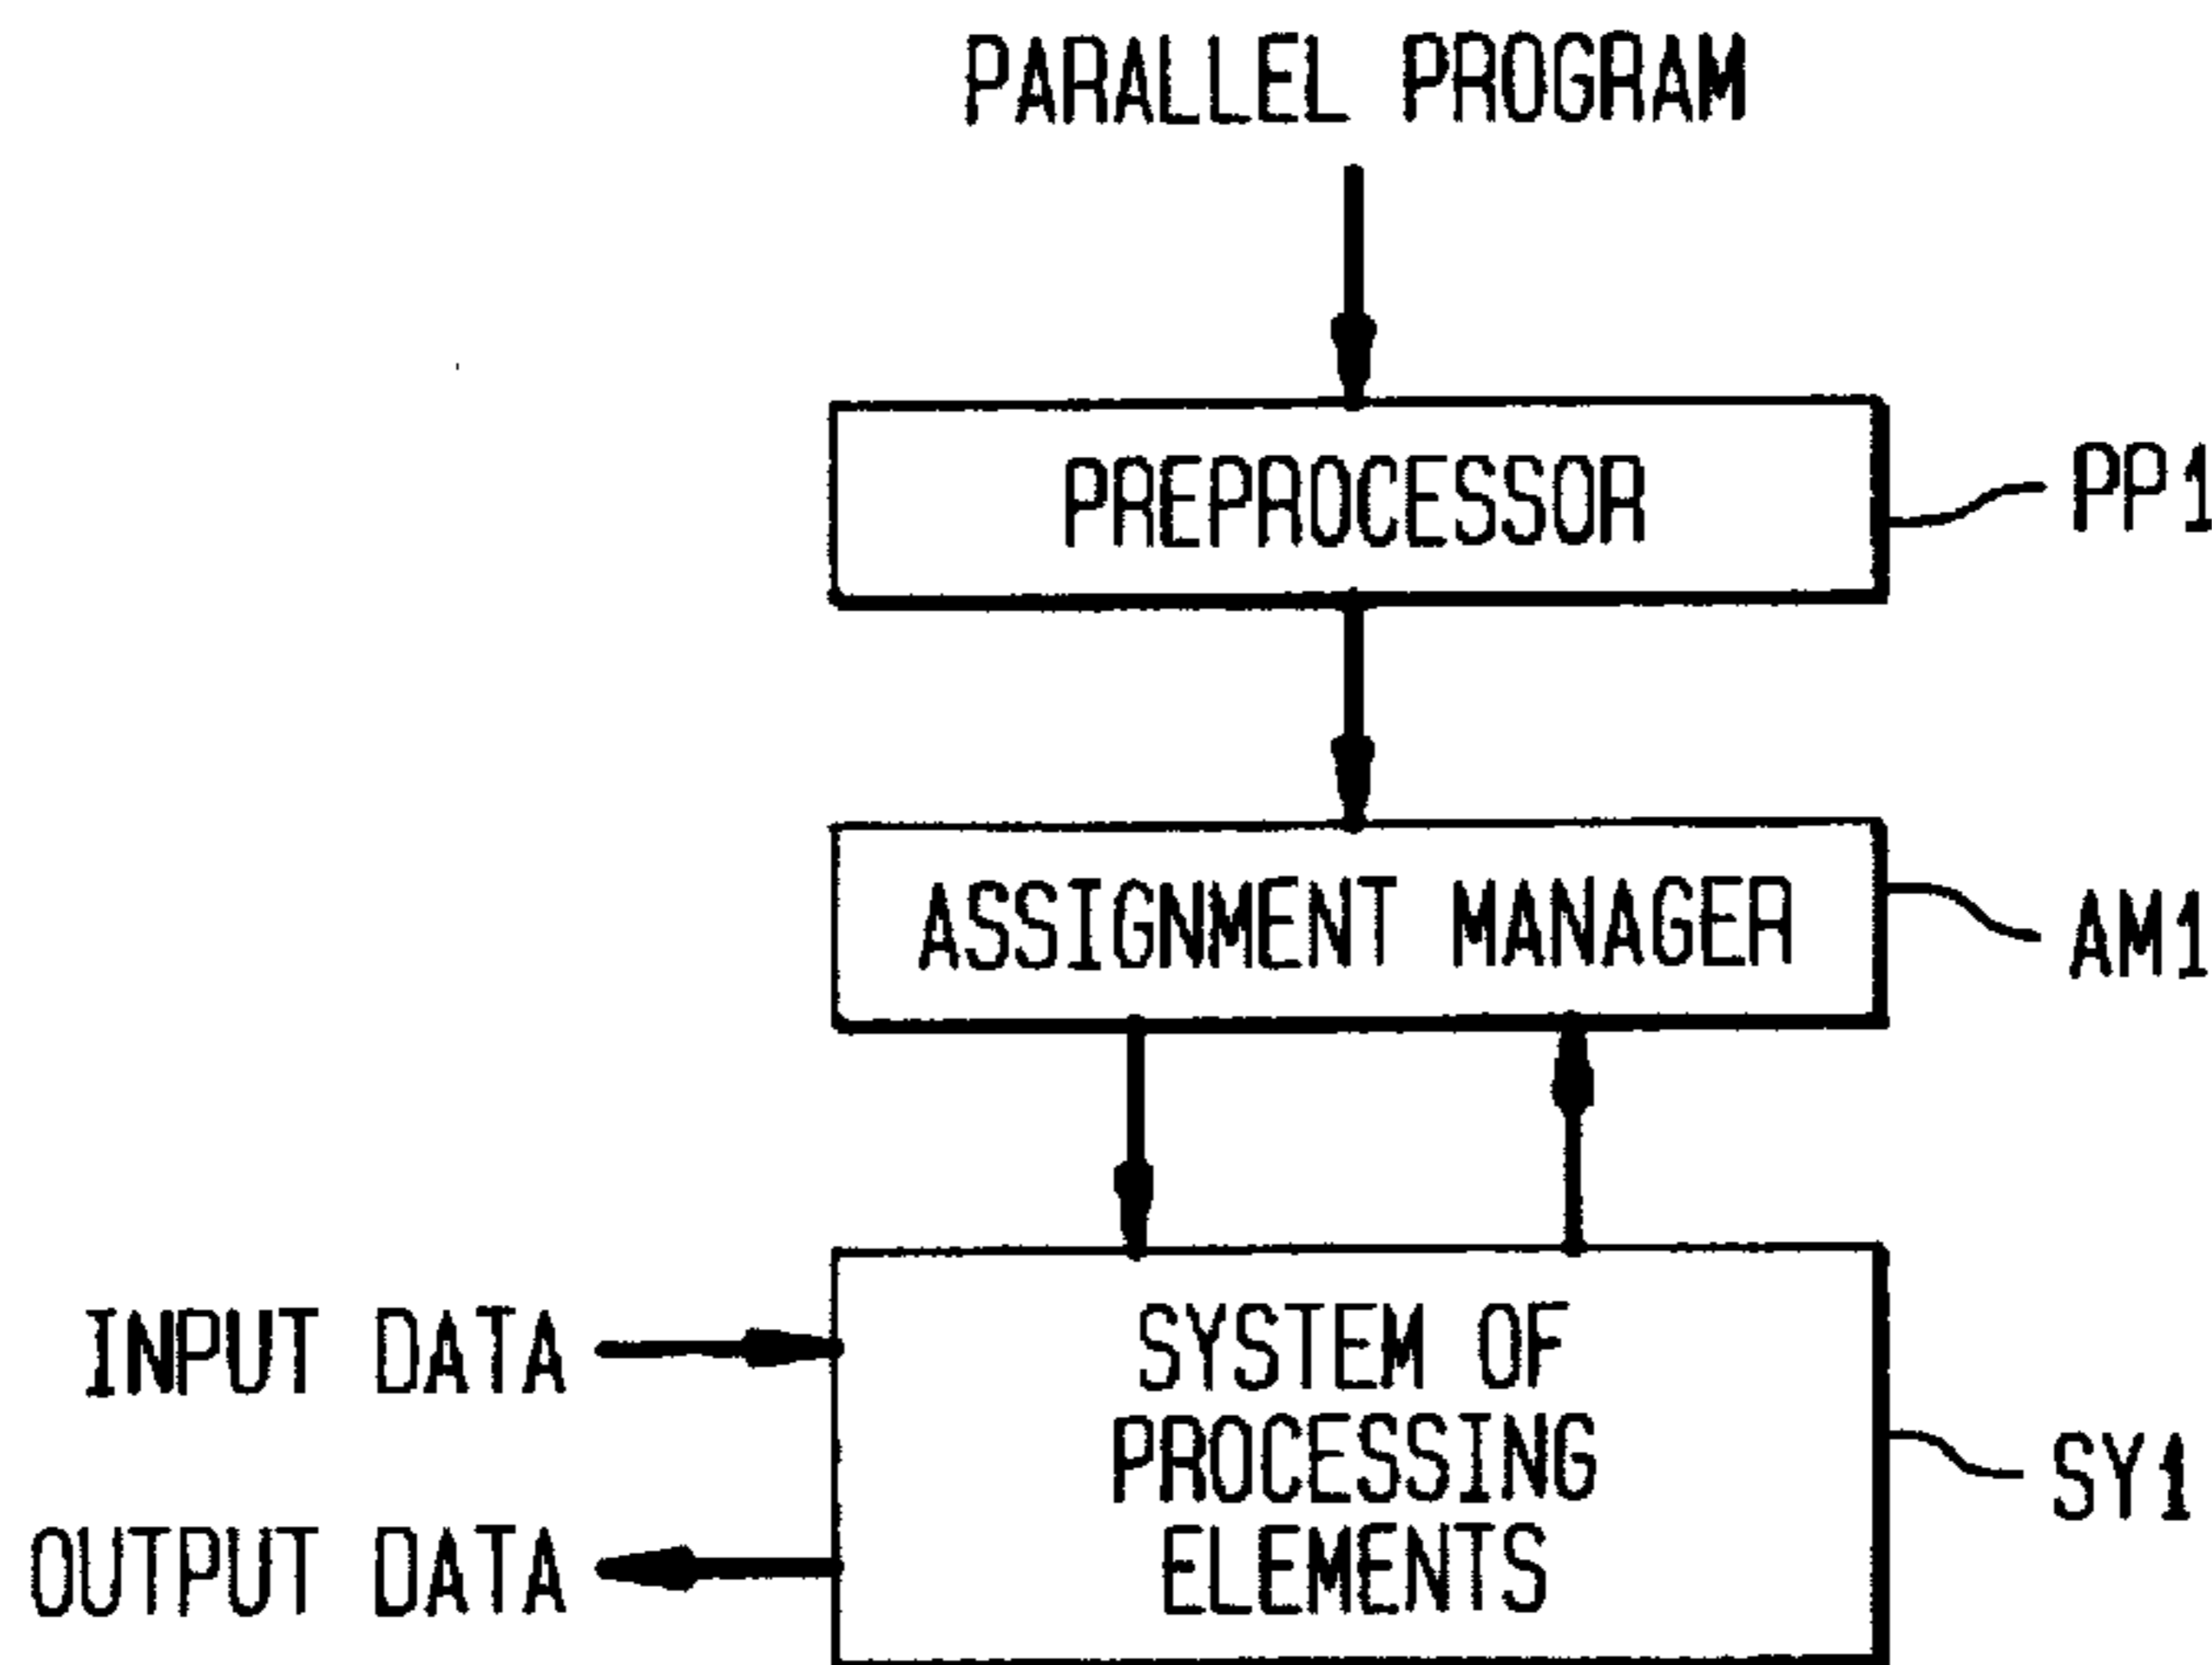 PARALLEL PROGRAM
PREPROCESSOR
PP1
ASSIGNMENT MANAGER
AM1
INPUT DATA
OUTPUT DATA
SYSTEM OF
PROCESSING
ELEMENTS
SY1